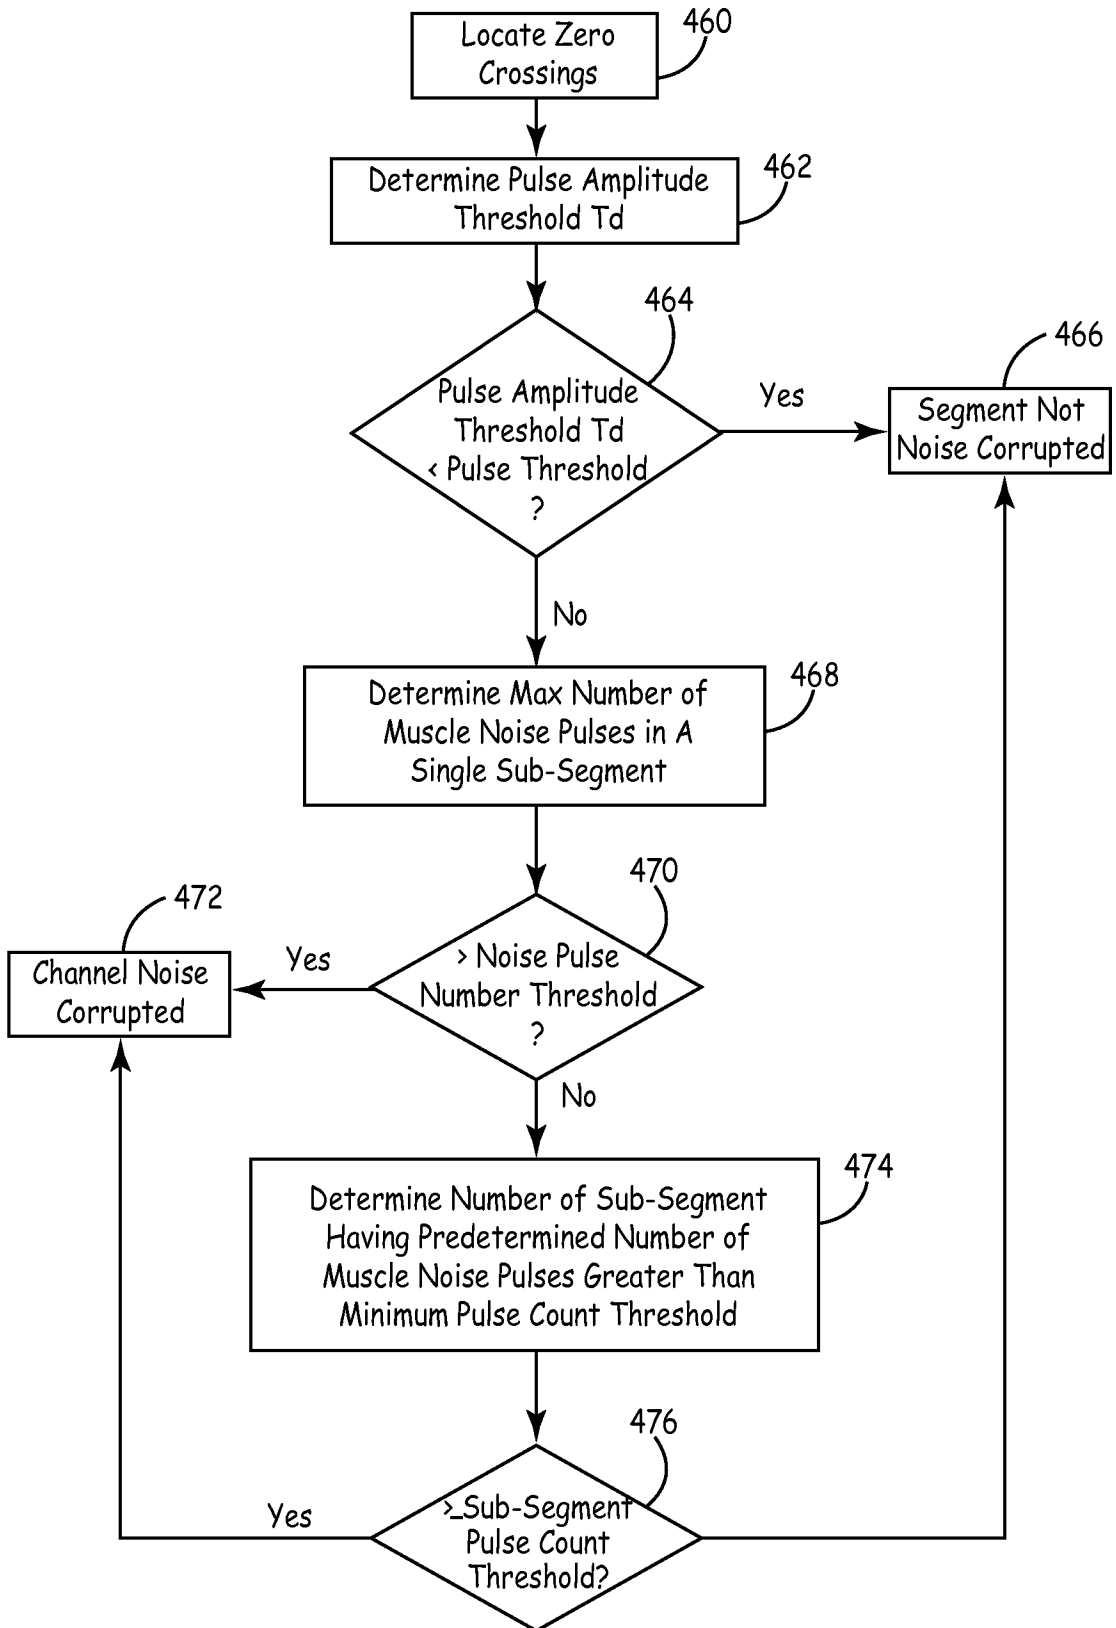 460
Locate Zero
Crossings
462
Determine Pulse Amplitude
Threshold Td
464
Pulse Amplitude
Threshold Td
< Pulse Threshold
?
Yes
466
Segment Not
Noise Corrupted
No
468
Determine Max Number of
Muscle Noise Pulses in A
Single Sub-Segment
470
> Noise Pulse
Number Threshold
?
Yes
472
Channel Noise
Corrupted
No
474
Determine Number of Sub-Segment
Having Predetermined Number of
Muscle Noise Pulses Greater Than
Minimum Pulse Count Threshold
476
>_Sub-Segment
Pulse Count
Threshold?
Yes